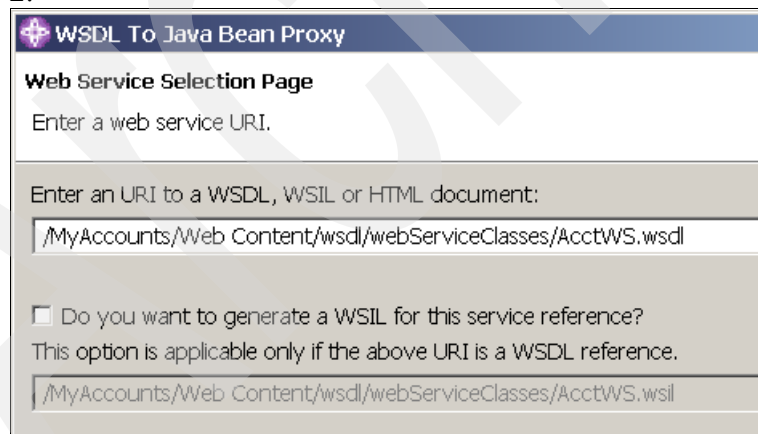 WSDL To Java Bean Proxy
Web Service Selection Page
Enter a web service URI.
Enter an URI to a WSDL, WSIL or HTML document:
/MyAccounts/Web Content/wsdl/webServiceClasses/AcctWS.wsdl
Do you want to generate a WSIL for this service reference?
This option is applicable only if the above URI is a WSDL reference.
/MyAccounts/Web Content/wsdl/webServiceClasses/AcctWS.wsil